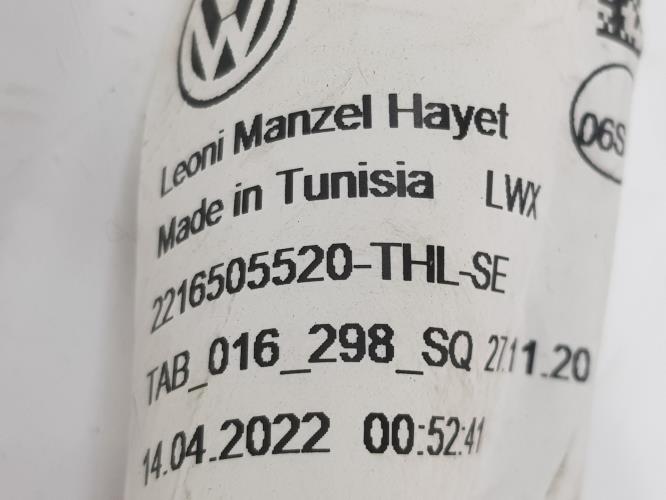 Leoni Manzel Hayet
06S
Made in Tunisia LWX
2216505520-THL-SE
TAB_016_298_SQ 27.11.20
14.04.2022 00:52:41